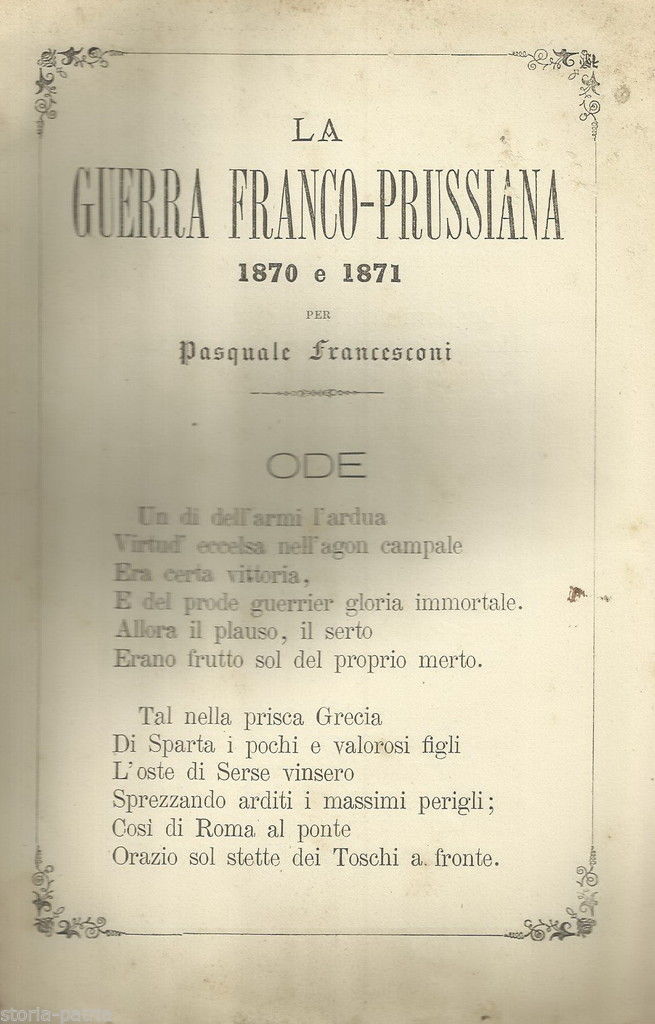 LA
GUERRA FRANCO-PRUSSIANA
1870 e 1871
PER
Pasquale Francesconi
ODE
Un dì dell'armi l'ardua
Virtud' eccelsa nell'agon campale
Era certa vittoria,
E del prode guerrier gloria immortale.
Allora il plauso, il serto
Erano frutto sol del proprio merto.
Tal nella prisca Grecia
Di Sparta i pochi e valorosi figli
L'oste di Serse vinsero
Sprezzando arditi i massimi perigli;
Così di Roma al ponte
Orazio sol stette dei Toschi a fronte.